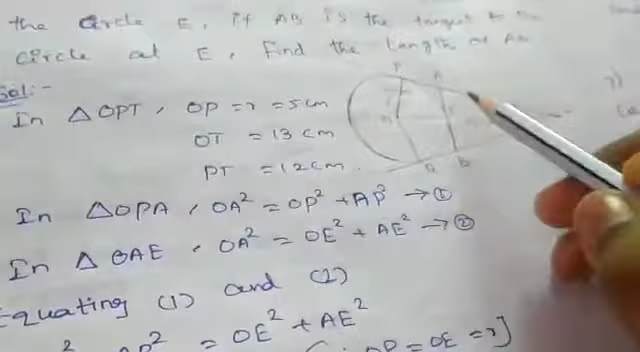 the Circle E, if AB is the tangent to the
circle at E, Find the length of AB
Sol:-
In △OPT, OP = r = 5cm
OT = 13 cm
PT = 12cm.
P A
Q B
In △OPA, OA² = OP² + AP² → ①
In △ OAE, OA² = OE² + AE² → ②
Equating (1) and (2)
= OE² + AE²
OP = OE = r]